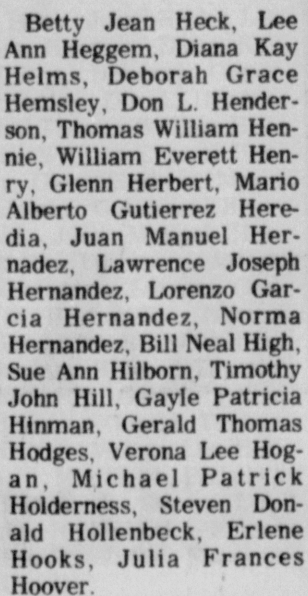 Betty Jean Heck, Lee
Ann Heggem, Diana Kay
Helms, Deborah Grace
Hemsley, Don L. Hender-
son, Thomas William Hen-
nie, William Everett Hen-
ry, Glenn Herbert, Mario
Alberto Gutierrez Here-
dia, Juan Manuel Her-
nadez, Lawrence Joseph
Hernandez, Lorenzo Gar-
cia Hernandez, Norma
Hernandez, Bill Neal High,
Sue Ann Hilborn, Timothy
John Hill, Gayle Patricia
Hinman, Gerald Thomas
Hodges, Verona Lee Hog-
an, Michael Patrick
Holderness, Steven Don-
ald Hollenbeck, Erlene
Hooks, Julia Frances
Hoover.